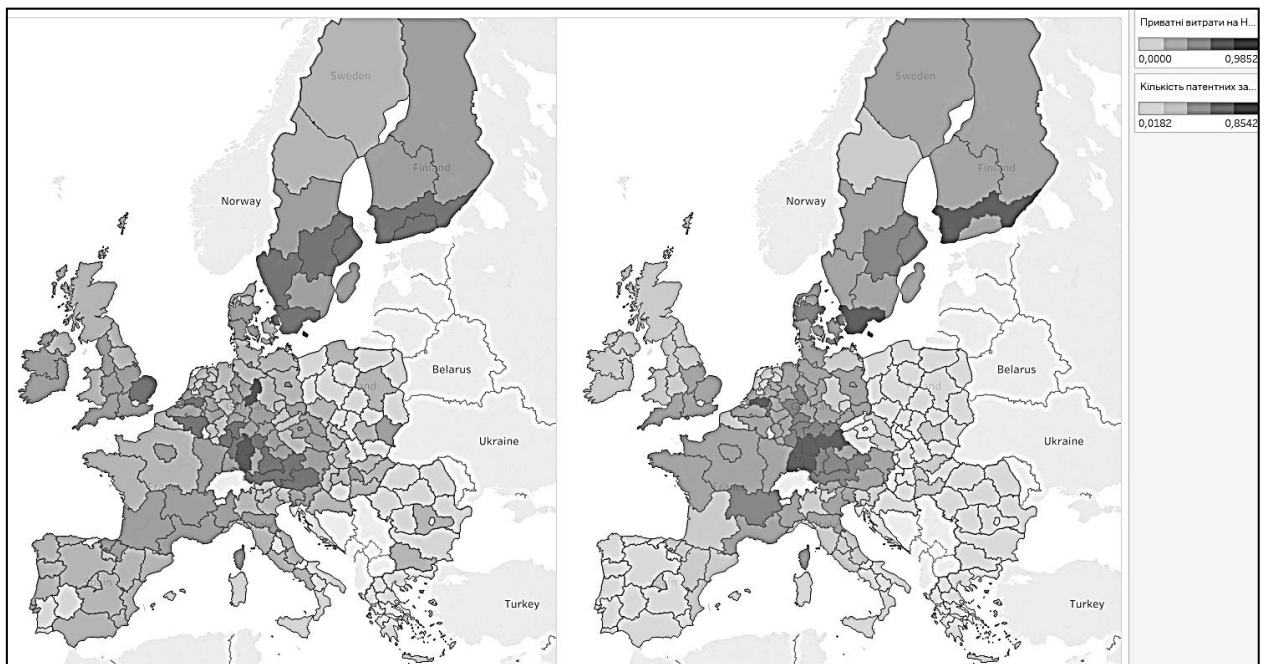 Sweden
Finland
Norway
Belarus
Ukraine
Turkey
Sweden
Finland
Norway
Belarus
Ukraine
Turkey
Приватні витрати на Н...
0,0000 0,9852
Кількість патентних за...
0,0182 0,8542